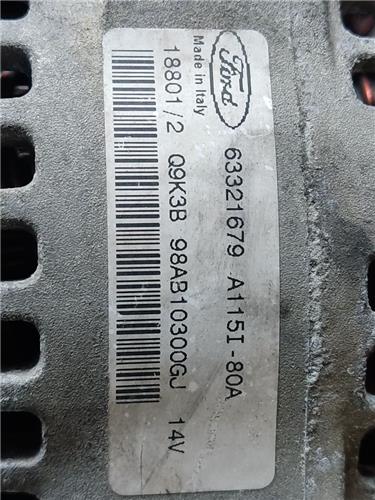 Ford
Made in Italy
63321679 A115I-80A
18801/2 Q9K3B 98AB10300GJ 14V